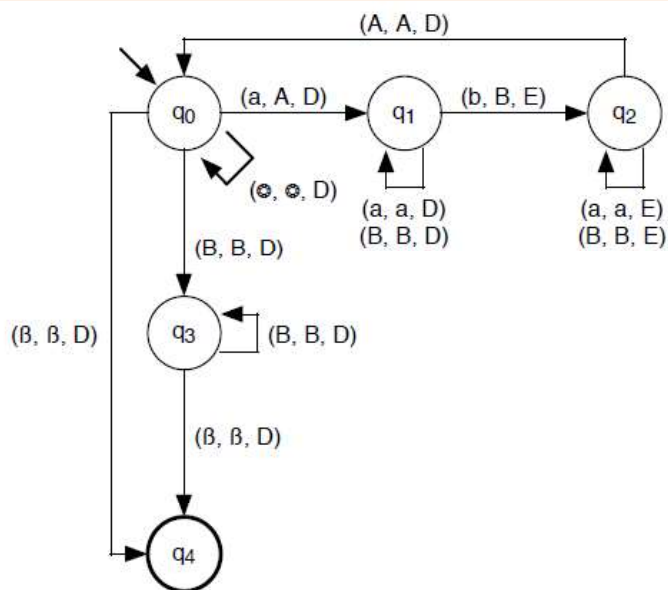 (A, A, D)
q0 (a, A, D) q1 (b, B, E) q2
(❂, ❂, D)
(a, a, D) (a, a, E)
(B, B, D) (B, B, E)
(B, B, D)
(ß, ß, D) q3 (B, B, D)
(ß, ß, D)
q4